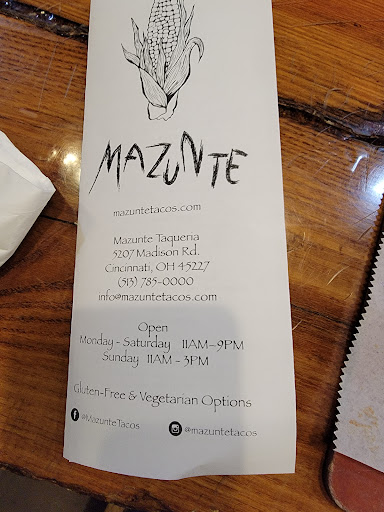 MAZUNTE
mazuntetacos.com
Mazunte Taqueria
5207 Madison Rd.
Cincinnati, OH 45227
(513) 785-0000
info@mazuntetacos.com
Open
Monday - Saturday 11AM–9PM
Sunday 11AM - 3PM
Gluten-Free & Vegetarian Options
@MazunteTacos @mazuntetacos